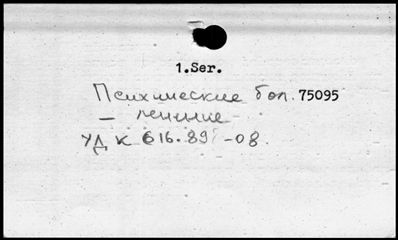 1.Ser.
Психические бол. 75095
— лечение
УДК 616.89 -08.